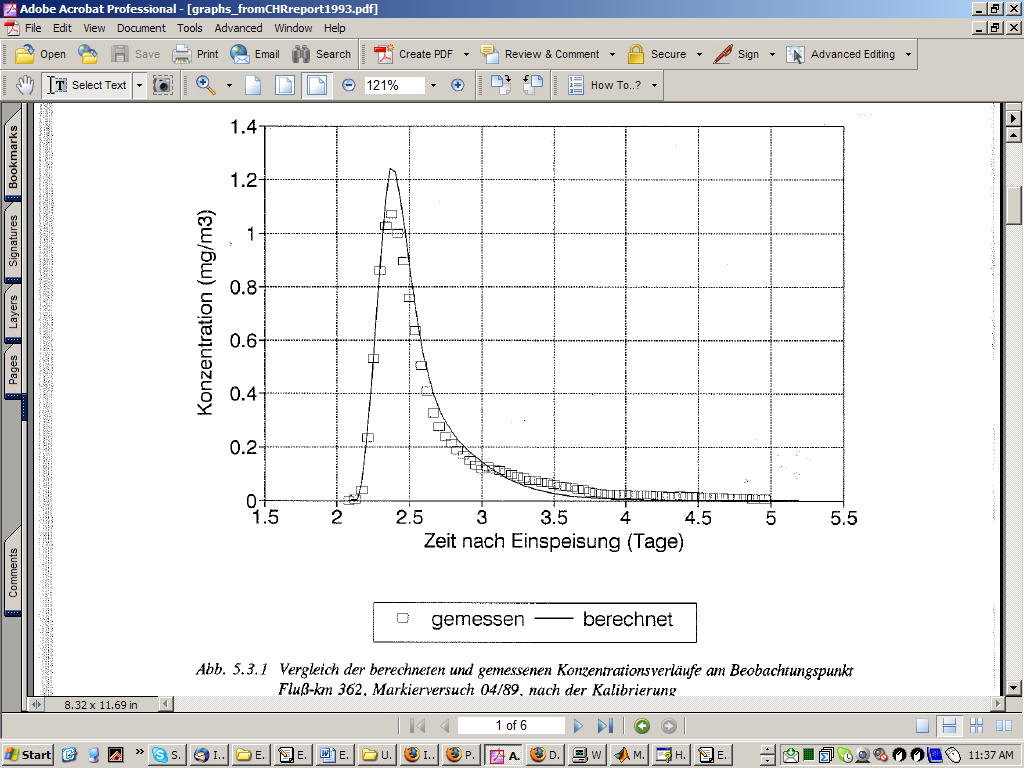 Adobe Acrobat Professional - [graphs_fromCHRreport1993.pdf]
File Edit View Document Tools Advanced Window Help
Open Save Print Email Search Create PDF Review & Comment Secure Sign Advanced Editing
Select Text 121% How To..?
Bookmarks
Signatures
Layers
Pages
Comments
1.4
1.2
1
0.8
0.6
0.4
0.2
0
Konzentration (mg/m3)
1.5 2 2.5 3 3.5 4 4.5 5 5.5
Zeit nach Einspeisung (Tage)
gemessen berechnet
Abb. 5.3.1 Vergleich der berechneten und gemessenen Konzentrationsverläufe am Beobachtungspunkt
Fluß-km 362, Markierversuch 04/89, nach der Kalibrierung
8.32 x 11.69 in
1 of 6
Start S. I.. E. E. E. U. I.. P. A. D. W M. H. E. 11:37 AM